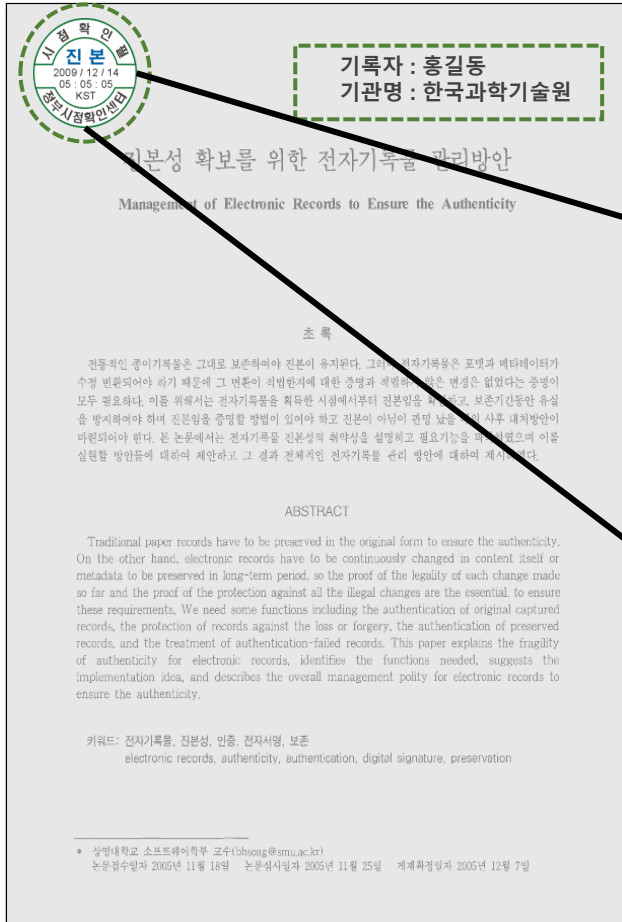 시점확인필
진본
2009 / 12 / 14
05 : 05 : 05
KST
정부시점확인센터
기록자 : 홍길동
기관명 : 한국과학기술원
진본성 확보를 위한 전자기록물 관리방안
Management of Electronic Records to Ensure the Authenticity
초 록
전통적인 종이기록물은 그대로 보존하여야 진본이 유지된다. 그러나 전자기록물은 포맷과 메타데이터가
수정 변환되어야 하기 때문에 그 변환이 적법한지에 대한 증명과 적법하지 않은 변경은 없었다는 증명이
모두 필요하다. 이를 위해서는 전자기록물을 획득한 시점에서부터 진본임을 확인하고, 보존기간동안 유실
을 방지하여야 하며 진본임을 증명할 방법이 있어야 하고 진본이 아님이 판명 났을 때의 사후 대처방안이
마련되어야 한다. 본 논문에서는 전자기록물 진본성의 취약성을 설명하고 필요기능을 파악하였으며 이를
실현할 방안들에 대하여 제안하고 그 결과 전체적인 전자기록물 관리 방안에 대하여 제시하였다.
ABSTRACT
Traditional paper records have to be preserved in the original form to ensure the authenticity.
On the other hand, electronic records have to be continuously changed in content itself or
metadata to be preserved in long-term period, so the proof of the legality of each change made
so far and the proof of the protection against all the illegal changes are the essential to ensure
these requirements. We need some functions including the authentication of original captured
records, the protection of records against the loss or forgery, the authentication of preserved
records, and the treatment of authentication-failed records. This paper explains the fragility
of authenticity for electronic records, identifies the functions needed, suggests the
implementation idea, and describes the overall management polity for electronic records to
ensure the authenticity.
키워드: 전자기록물, 진본성, 인증, 전자서명, 보존
electronic records, authenticity, authentication, digital signature, preservation
* 상명대학교 소프트웨어학부 교수(bhsong@smu.ac.kr)
논문접수일자 2005년 11월 18일 논문심사일자 2005년 11월 25일 게재확정일자 2005년 12월 7일